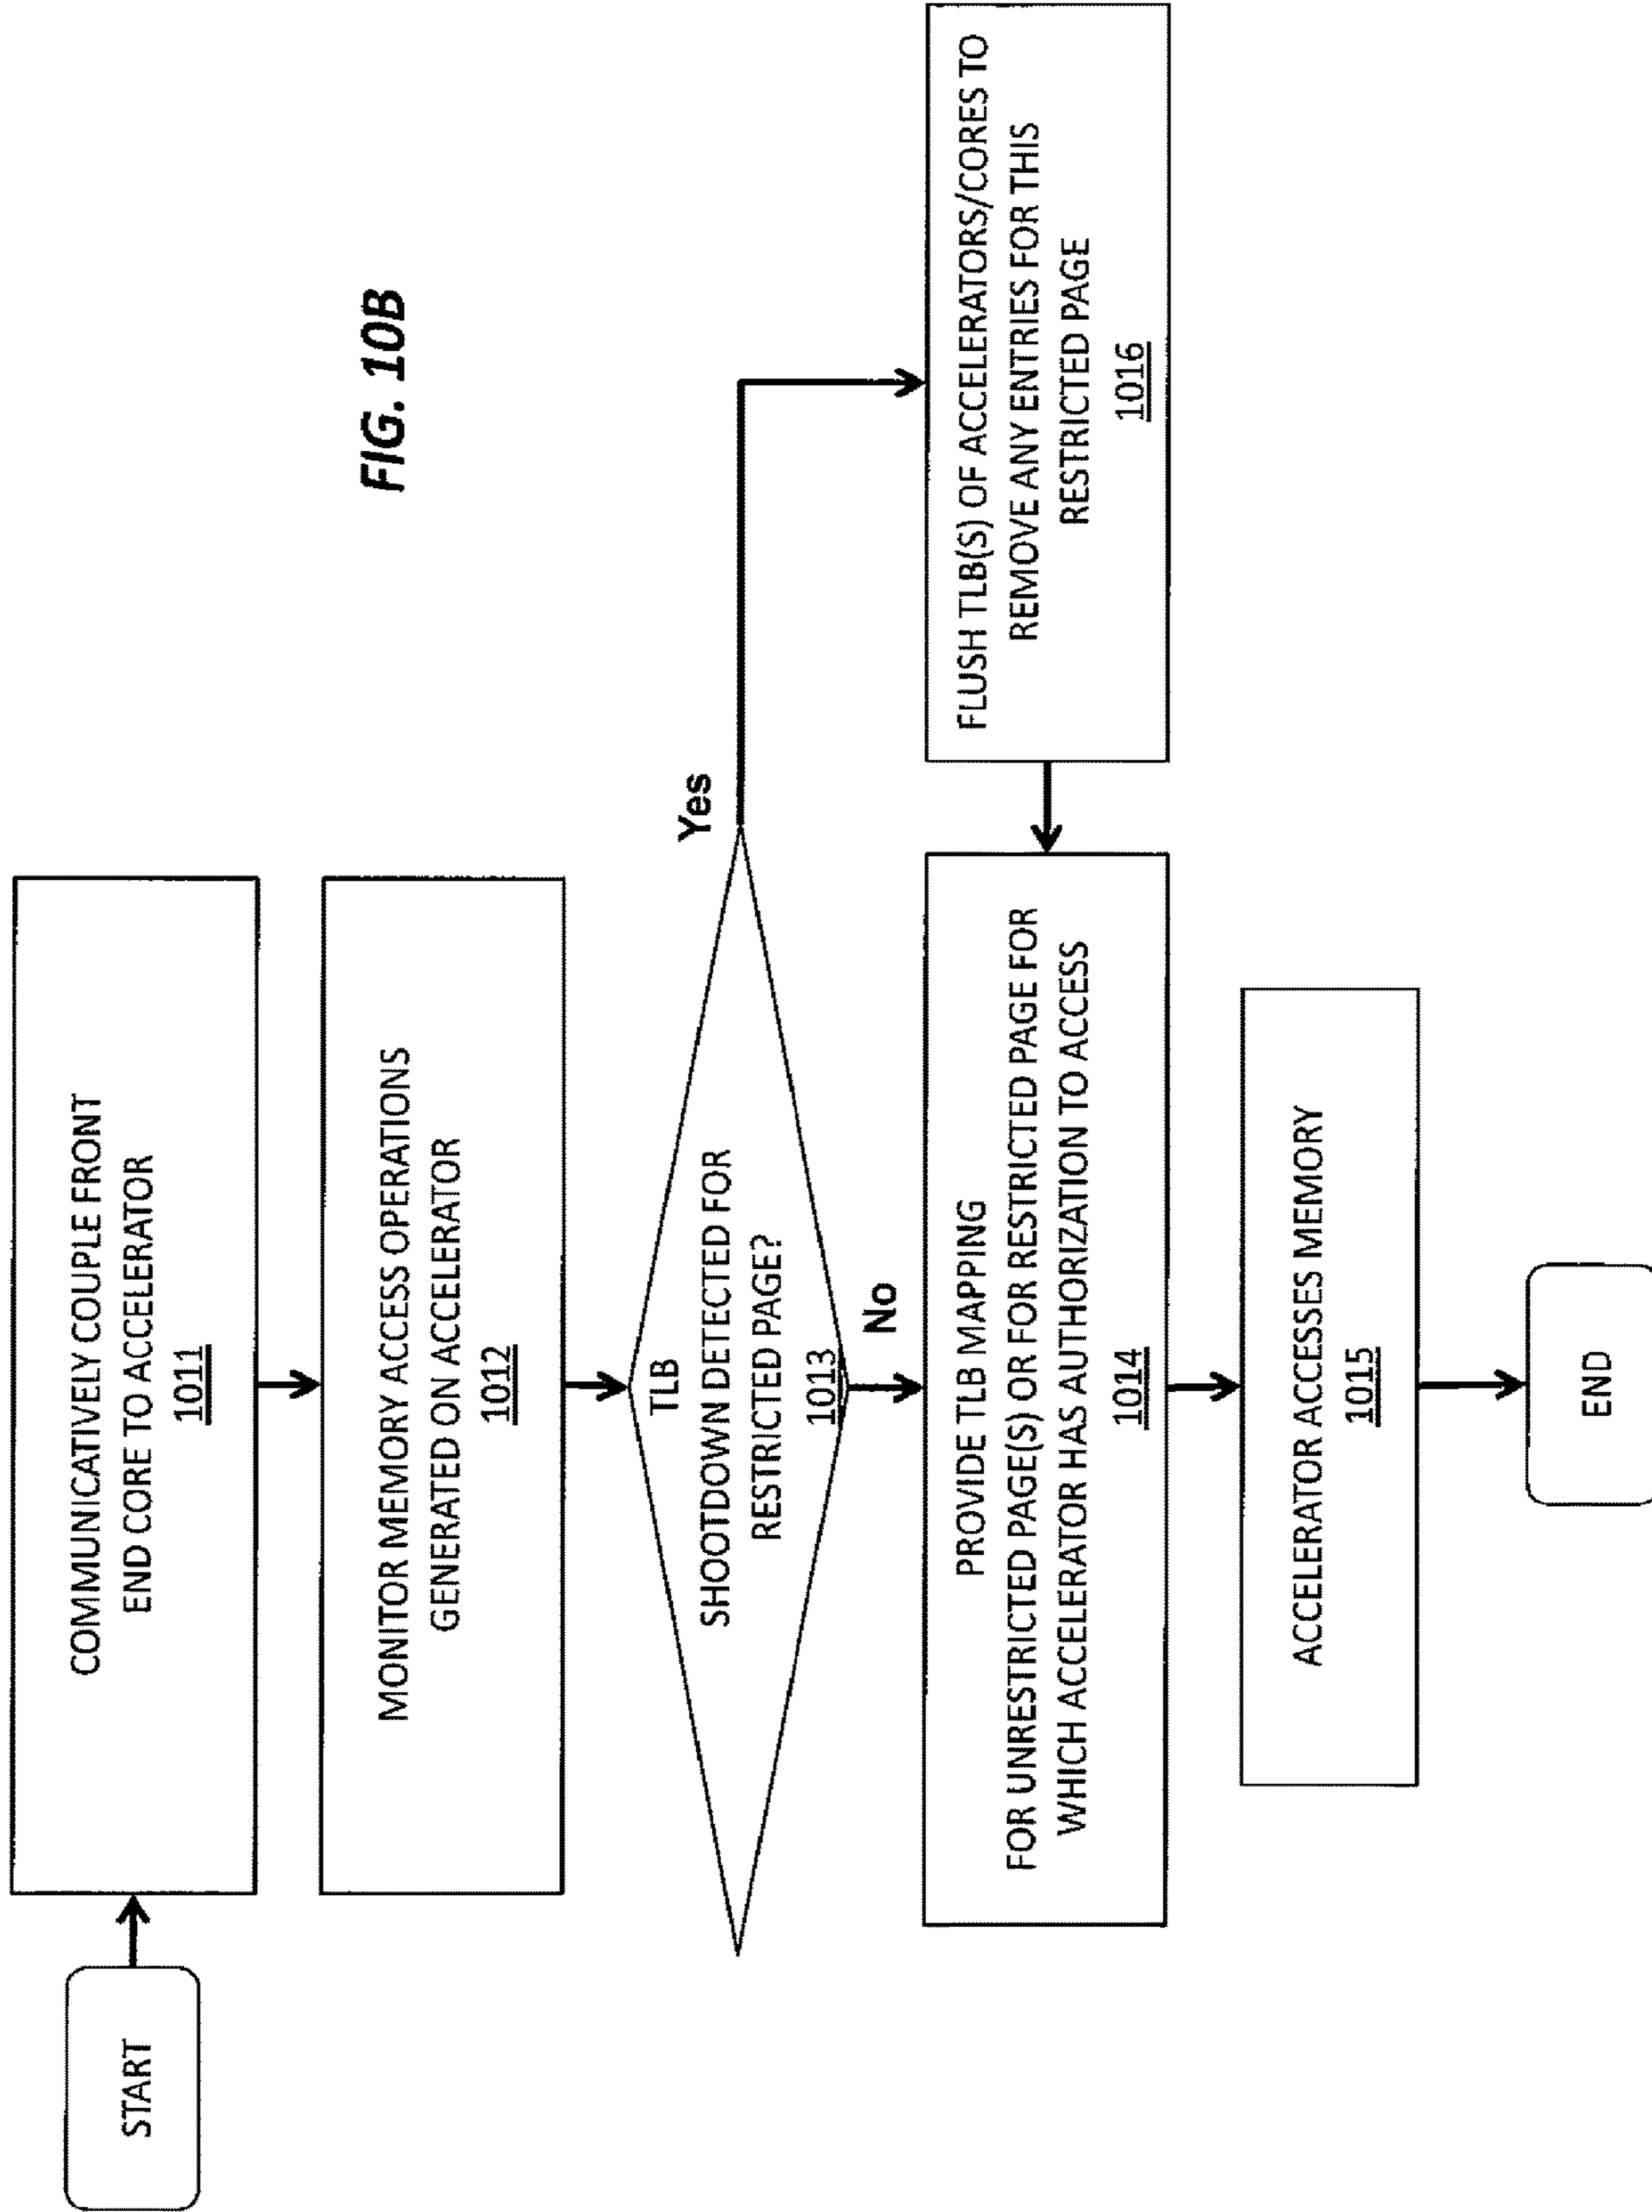 START
COMMUNICATIVELY COUPLE FRONT
END CORE TO ACCELERATOR
1011
MONITOR MEMORY ACCESS OPERATIONS
GENERATED ON ACCELERATOR
1012
TLB
SHOOTDOWN DETECTED FOR
RESTRICTED PAGE?
1013
Yes
No
PROVIDE TLB MAPPING
FOR UNRESTRICTED PAGE(S) OR FOR RESTRICTED PAGE FOR
WHICH ACCELERATOR HAS AUTHORIZATION TO ACCESS
1014
FLUSH TLB(S) OF ACCELERATORS/CORES TO
REMOVE ANY ENTRIES FOR THIS
RESTRICTED PAGE
1016
ACCELERATOR ACCESSES MEMORY
1015
END
FIG. 10B